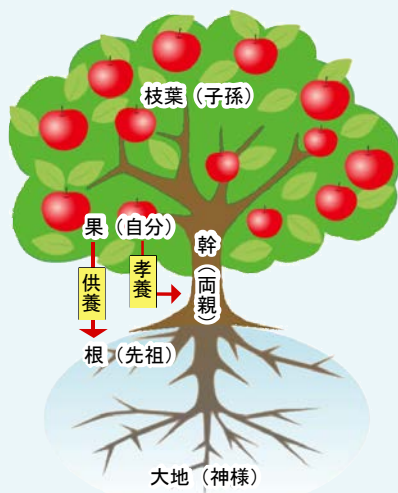 枝葉（子孫）
果（自分）
幹（両親）
孝養
供養
根（先祖）
大地（神様）